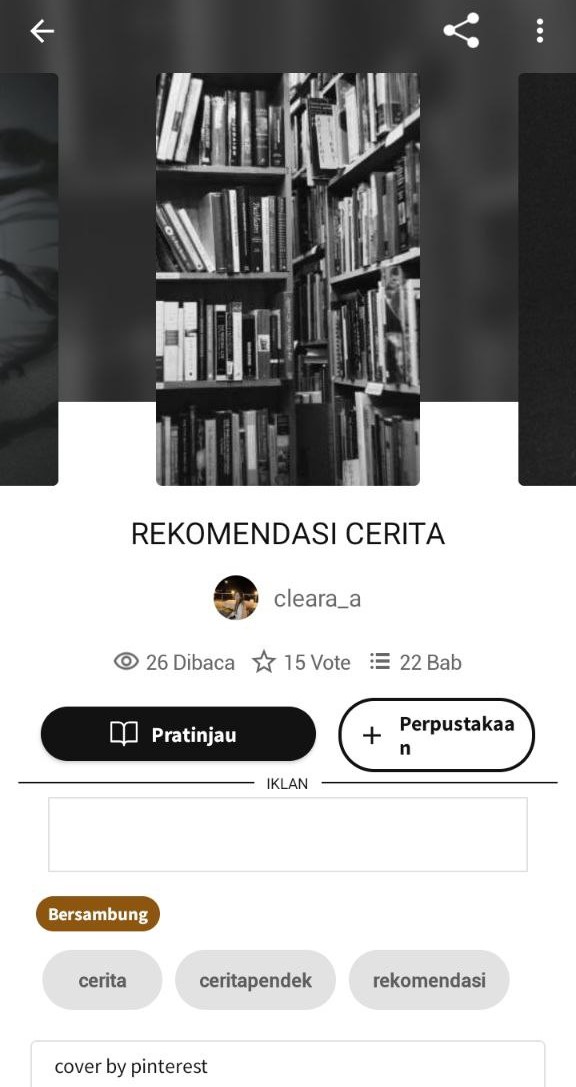 REKOMENDASI CERITA
cleara_a
26 Dibaca 15 Vote 22 Bab
Pratinjau
Perpustakaa
n
IKLAN
Bersambung
cerita ceritapendek rekomendasi
cover by pinterest